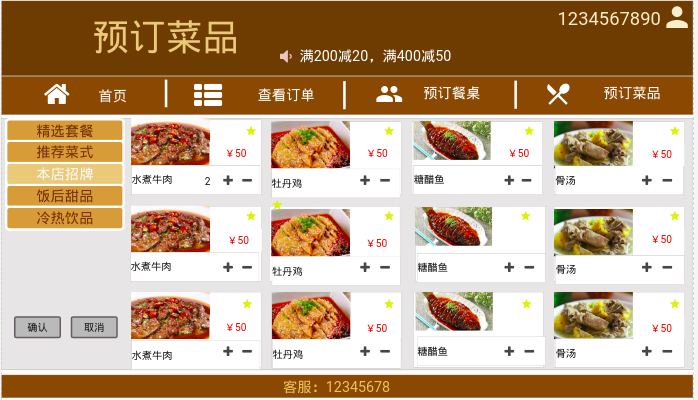 预订菜品
1234567890
满200减20，满400减50
首页
查看订单
预订餐桌
预订菜品
精选套餐
推荐菜式
本店招牌
饭后甜品
冷热饮品
确认
取消
￥50
水煮牛肉 2
￥50
牡丹鸡
￥50
糖醋鱼
￥50
骨汤
￥50
水煮牛肉
￥50
牡丹鸡
糖醋鱼
￥50
骨汤
￥50
水煮牛肉
￥50
牡丹鸡
糖醋鱼
￥50
骨汤
客服：12345678